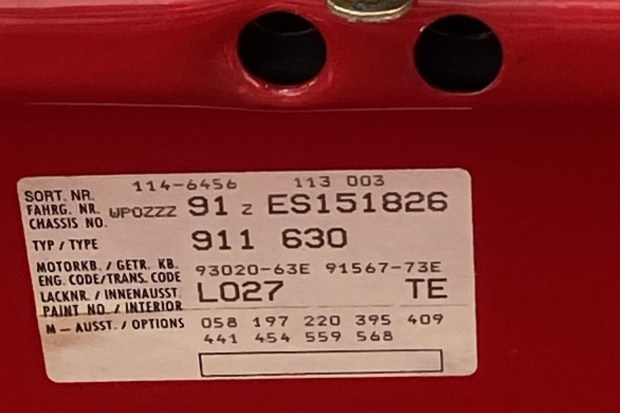 SORT. NR. 114-6456 113 003
FAHRG. NR. WPOZZZ 91 Z ES151826
CHASSIS NO.
TYP / TYPE 911 630
MOTORKB. / GETR. KB. 93020-63E 91567-73E
ENG. CODE/TRANS. CODE
LACKNR. / INNENAUSST. L027 TE
PAINT NO. / INTERIOR
M – AUSST. / OPTIONS 058 197 220 395 409
441 454 559 568